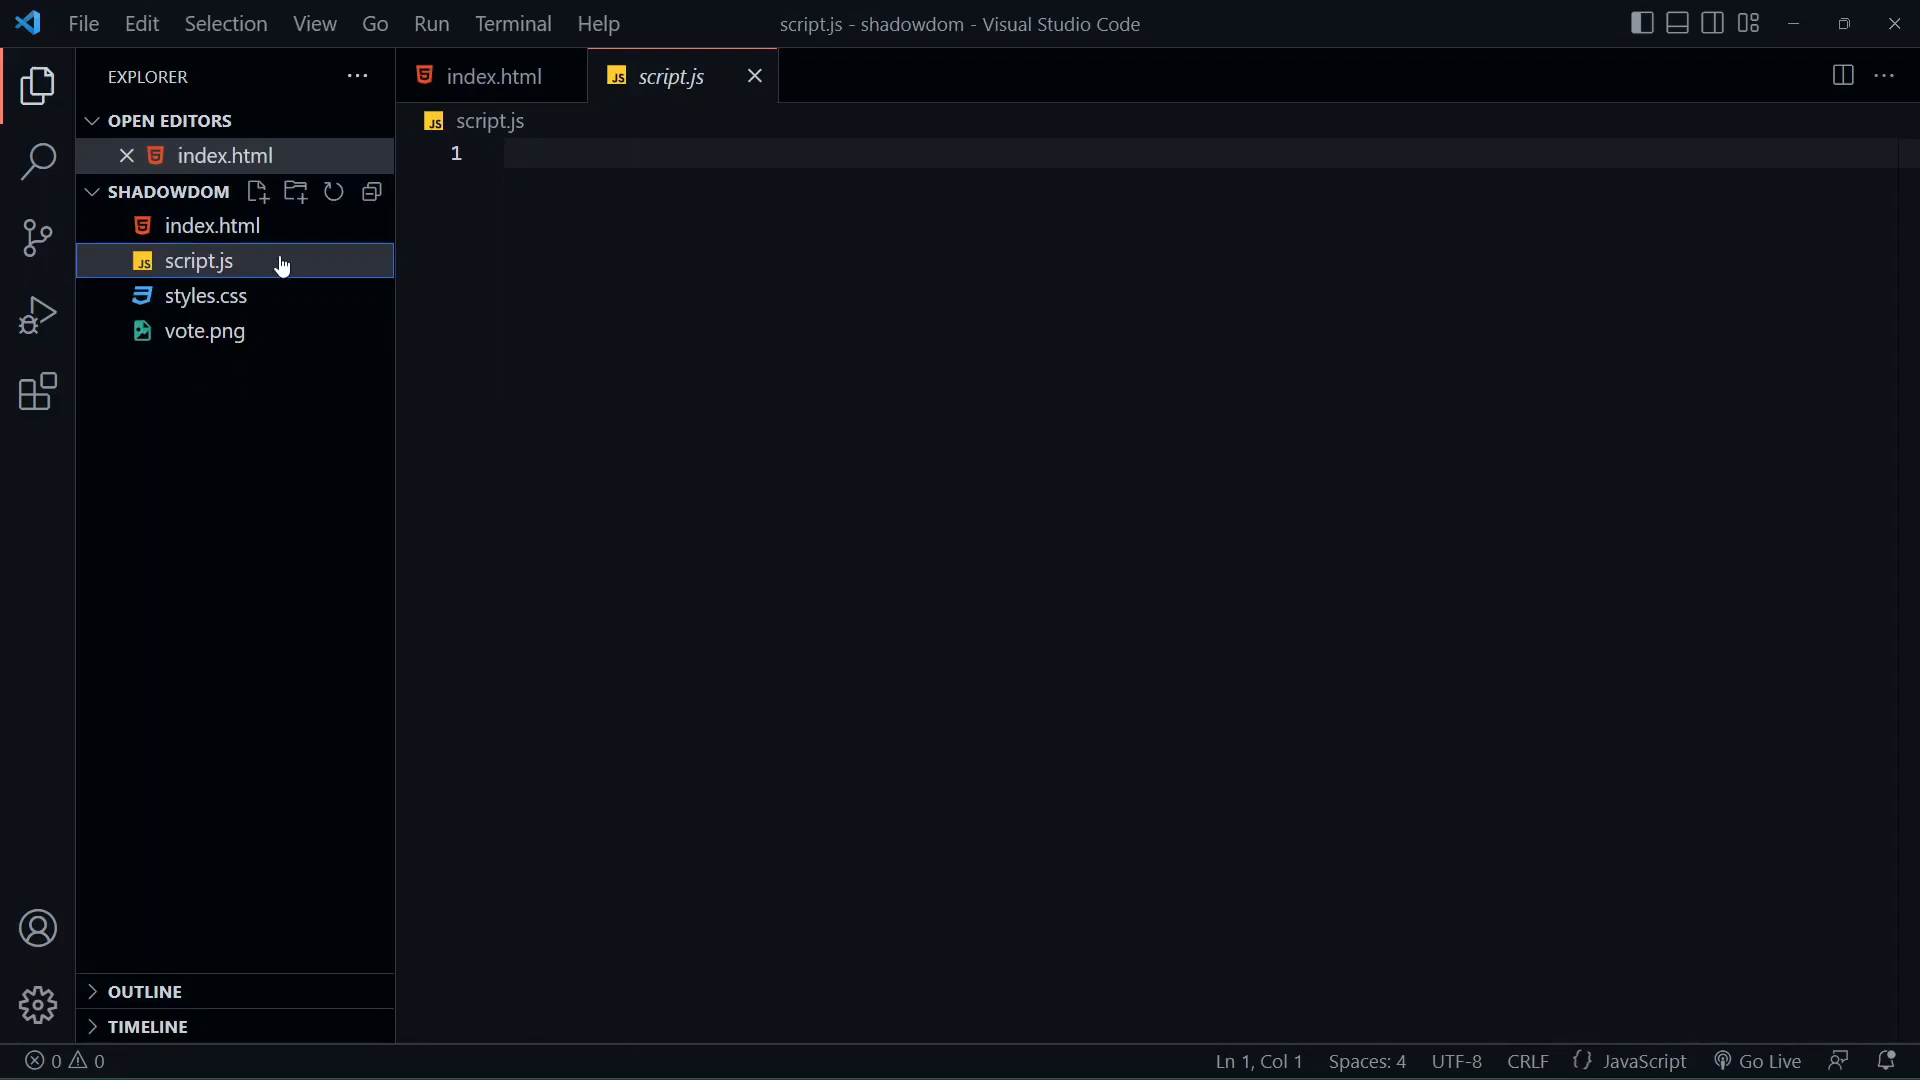 File Edit Selection View Go Run Terminal Help
script.js - shadowdom - Visual Studio Code
EXPLORER
OPEN EDITORS
index.html
SHADOWDOM
index.html
script.js
styles.css
vote.png
OUTLINE
TIMELINE
index.html
script.js
script.js
1
0 0
Ln 1, Col 1 Spaces: 4 UTF-8 CRLF {} JavaScript Go Live